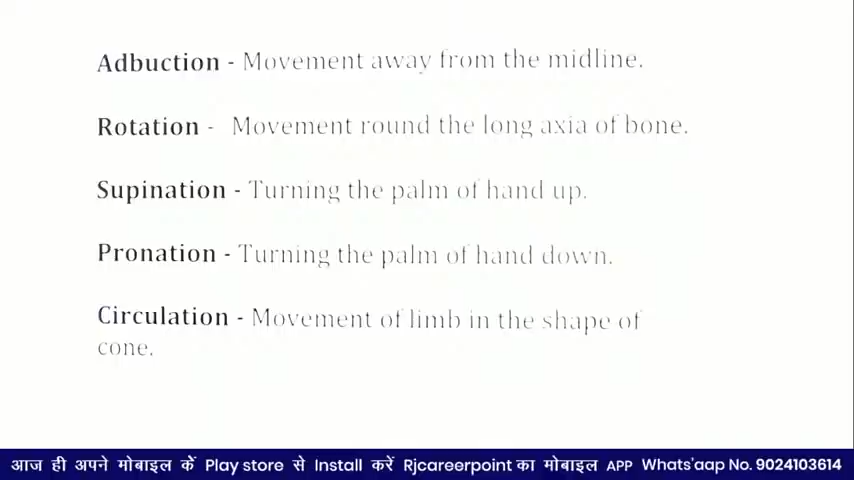 Adbuction - Movement away from the midline.
Rotation - Movement round the long axia of bone.
Supination - Turning the palm of hand up.
Pronation - Turning the palm of hand down.
Circulation - Movement of limb in the shape of
cone.
आज ही अपने मोबाइल कें Play store से Install करें Rjcareerpoint का मोबाइल APP Whats'aap No. 9024103614